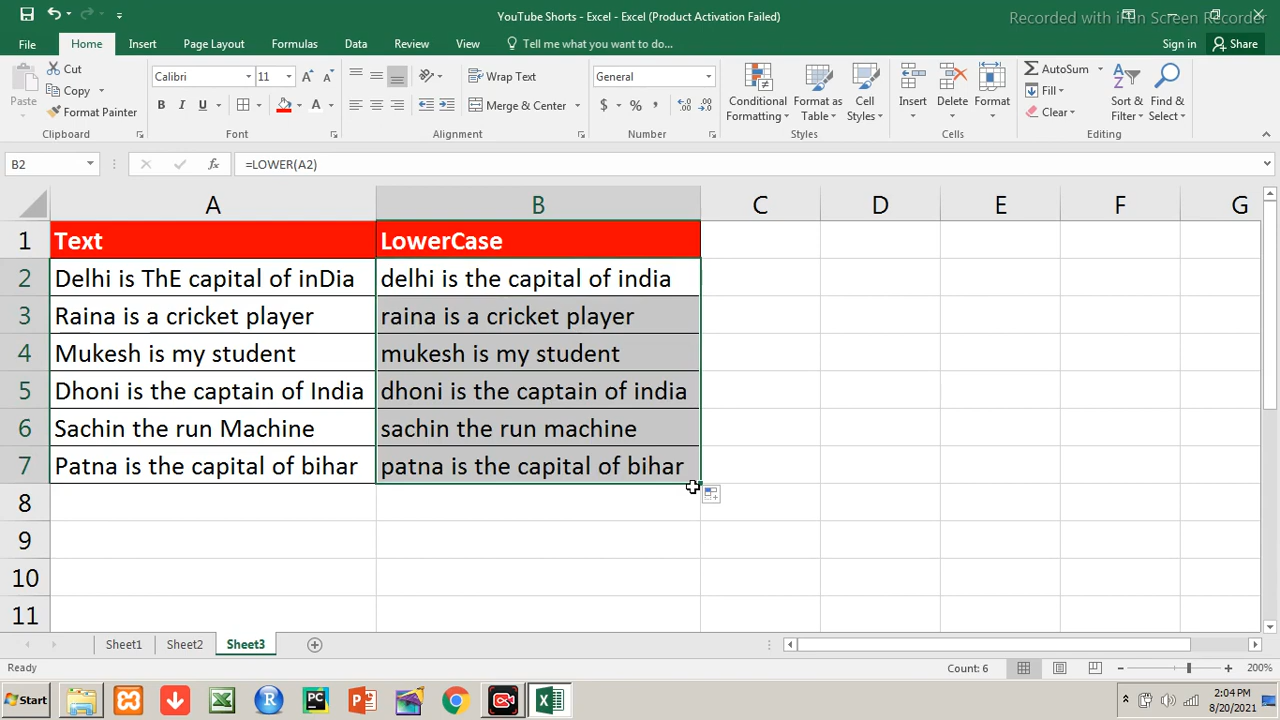 YouTube Shorts - Excel - Excel (Product Activation Failed)
File Home Insert Page Layout Formulas Data Review View Tell me what you want to do... Sign in Share
Paste Cut Copy Format Painter
Calibri 11
B I U A A A
Wrap Text
Merge & Center
General
$ % ,
Conditional Formatting Format as Table Cell Styles
Insert Delete Format
AutoSum Fill Clear
Sort & Filter Find & Select
Clipboard Font Alignment Number Styles Cells Editing
B2 fx =LOWER(A2)
A B C D E F G
1 Text LowerCase
2 Delhi is ThE capital of inDia delhi is the capital of india
3 Raina is a cricket player raina is a cricket player
4 Mukesh is my student mukesh is my student
5 Dhoni is the captain of India dhoni is the captain of india
6 Sachin the run Machine sachin the run machine
7 Patna is the capital of bihar patna is the capital of bihar
8
9
10
11
Sheet1 Sheet2 Sheet3
Ready Count: 6 200%
Start R PC 2:04 PM
8/20/2021